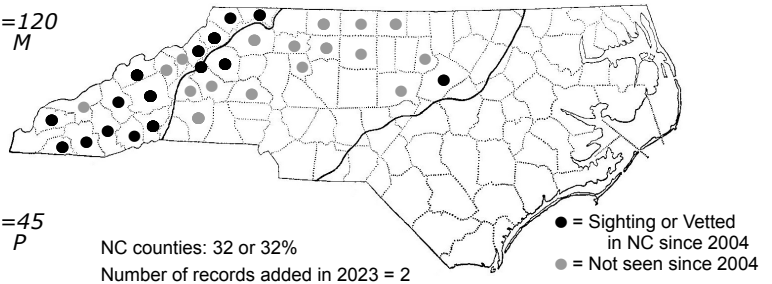 =120
M
=45
P
NC counties: 32 or 32%
Number of records added in 2023 = 2
= Sighting or Vetted
in NC since 2004
= Not seen since 2004